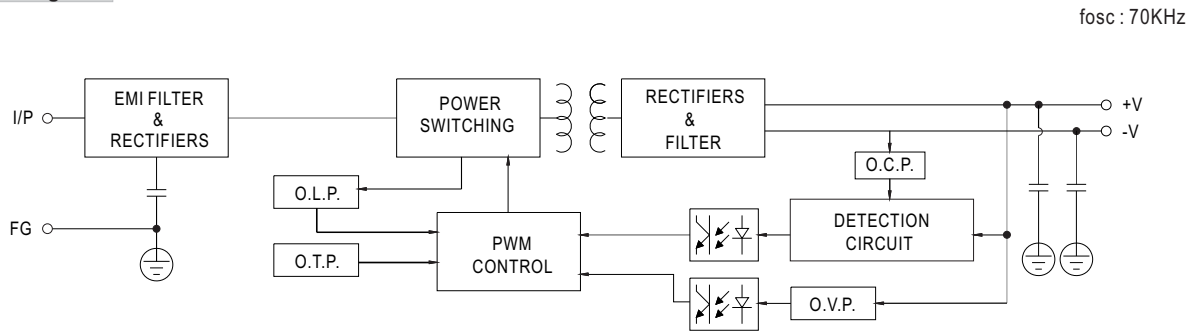 fosc : 70KHz
I/P
EMI FILTER
&
RECTIFIERS
POWER
SWITCHING
RECTIFIERS
&
FILTER
+V
-V
O.C.P.
O.L.P.
FG
PWM
CONTROL
DETECTION
CIRCUIT
O.T.P.
O.V.P.